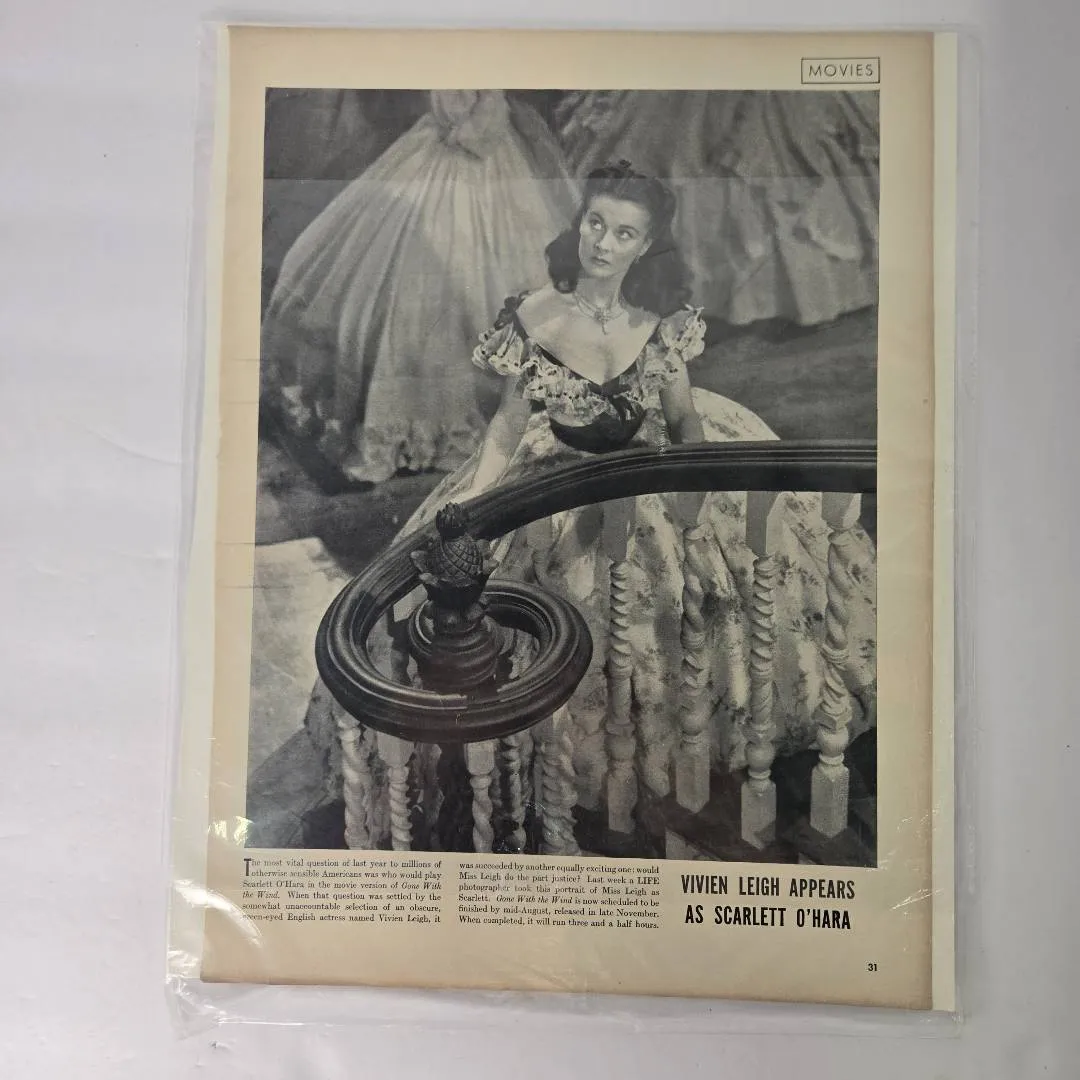 MOVIES
The most vital question of last year to millions of
otherwise sensible Americans was who would play
Scarlett O'Hara in the movie version of Gone With
the Wind. When that question was settled by the
somewhat unaccountable selection of an obscure,
green-eyed English actress named Vivien Leigh, it
was succeeded by another equally exciting one: would
Miss Leigh do the part justice? Last week a LIFE
photographer took this portrait of Miss Leigh as
Scarlett. Gone With the Wind is now scheduled to be
finished by mid-August, released in late November.
When completed, it will run three and a half hours.
VIVIEN LEIGH APPEARS
AS SCARLETT O'HARA
31